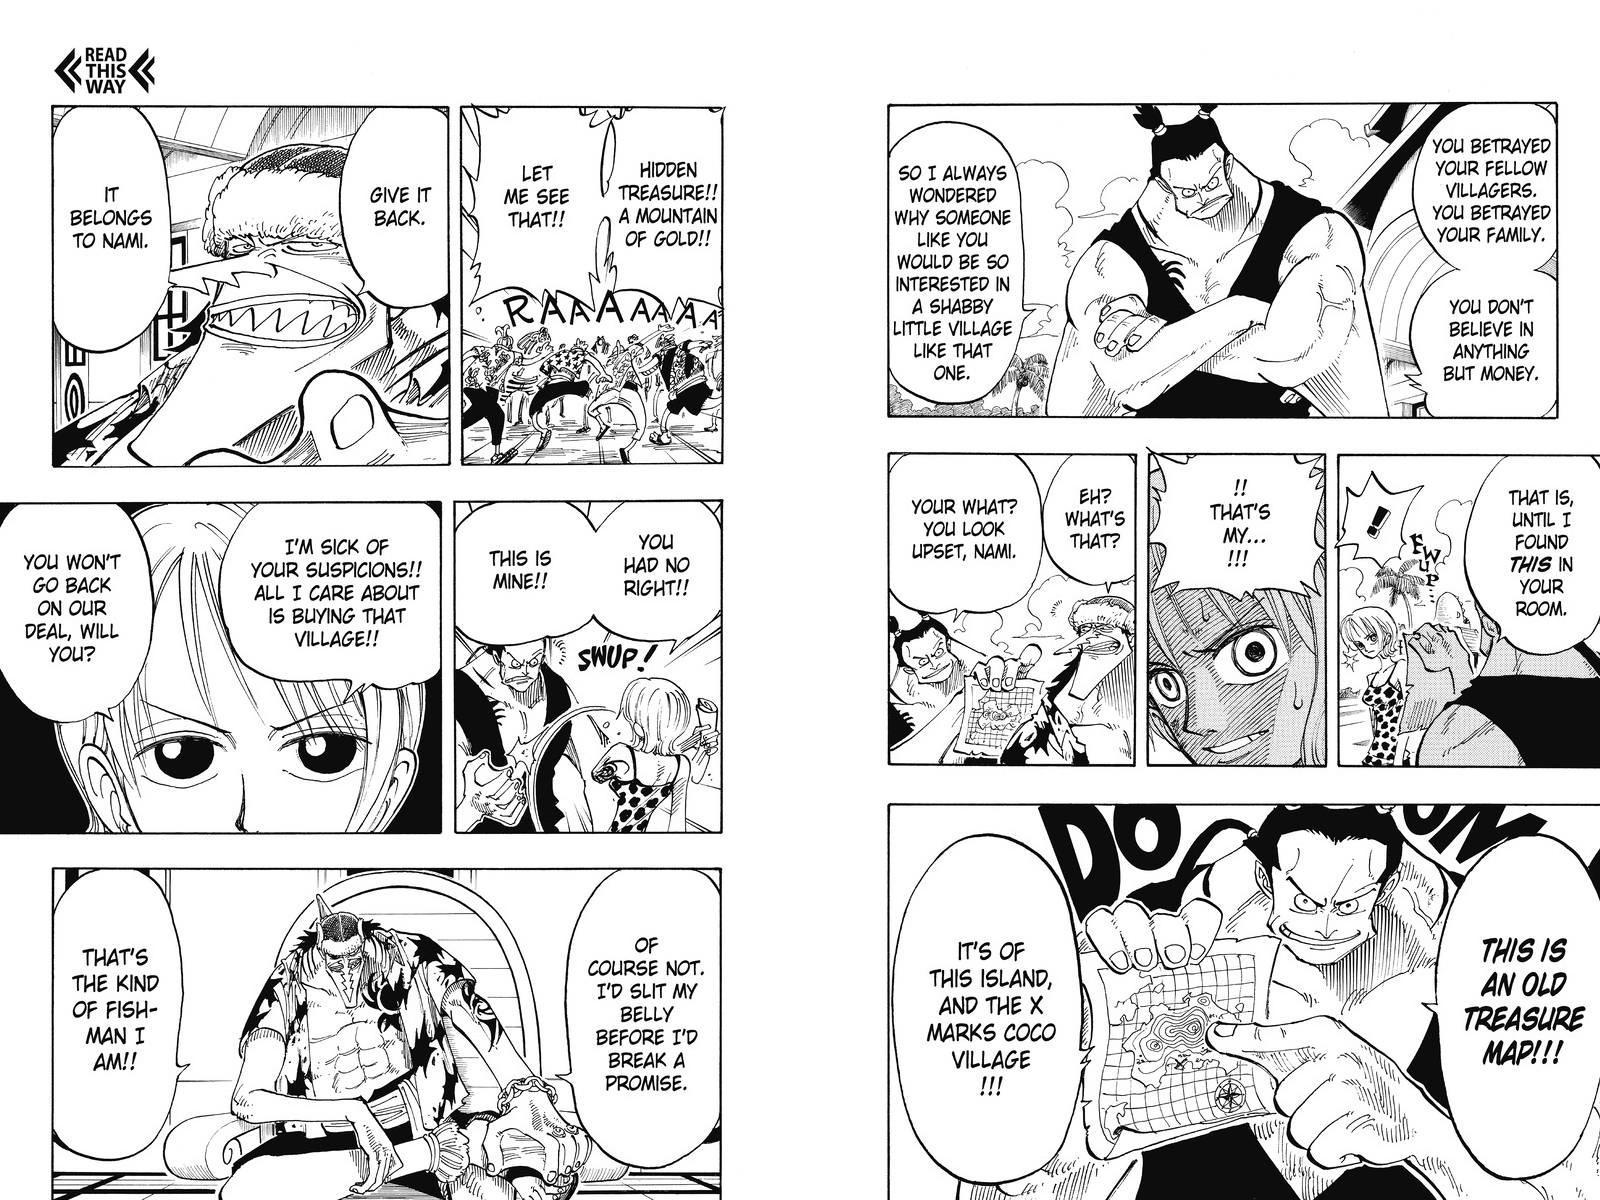 READ
THIS
WAY
YOU BETRAYED
YOUR FELLOW
VILLAGERS.
YOU BETRAYED
YOUR FAMILY.
YOU DON'T
BELIEVE IN
ANYTHING
BUT MONEY.
SO I ALWAYS
WONDERED
WHY SOMEONE
LIKE YOU
WOULD BE SO
INTERESTED IN
A SHABBY
LITTLE VILLAGE
LIKE THAT
ONE.
THAT IS,
UNTIL I
FOUND
THIS IN
YOUR
ROOM.
!
FWUP...
!!
THAT'S
MY...
!!!
EH?
WHAT'S
THAT?
YOUR WHAT?
YOU LOOK
UPSET, NAMI.
THIS IS
AN OLD
TREASURE
MAP!!!
IT'S OF
THIS ISLAND,
AND THE X
MARKS COCO
VILLAGE
!!!
HIDDEN
TREASURE!!
A MOUNTAIN
OF GOLD!!
LET
ME SEE
THAT!!
RAAAAAAA
GIVE IT
BACK.
IT
BELONGS
TO NAMI.
YOU
HAD NO
RIGHT!!
THIS IS
MINE!!
SWUP!
I'M SICK OF
YOUR SUSPICIONS!!
ALL I CARE ABOUT
IS BUYING THAT
VILLAGE!!
YOU WON'T
GO BACK
ON OUR
DEAL, WILL
YOU?
OF
COURSE NOT.
I'D SLIT MY
BELLY
BEFORE I'D
BREAK A
PROMISE.
THAT'S
THE KIND
OF FISH-
MAN I
AM!!